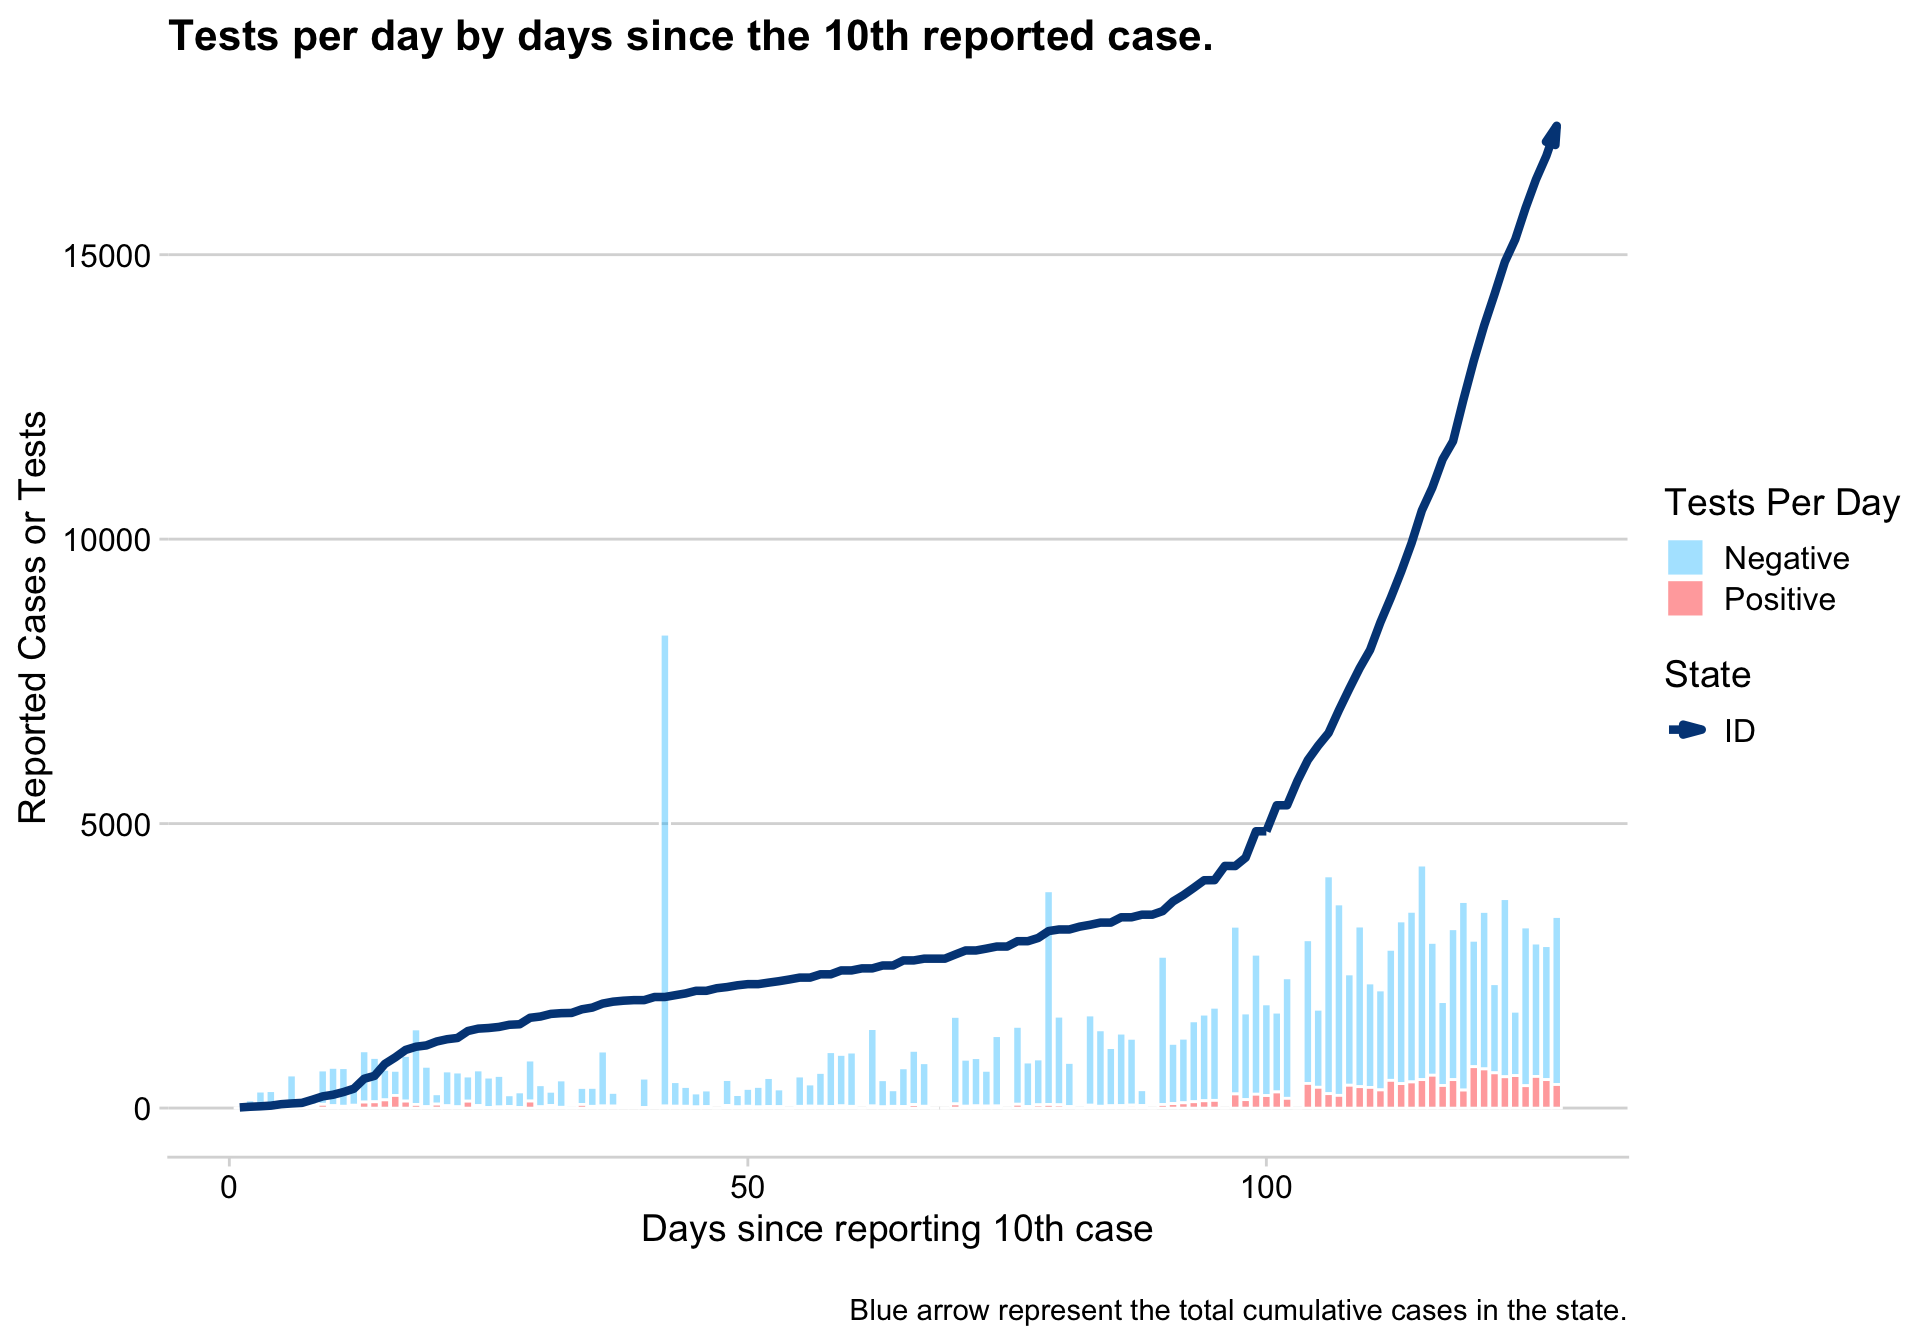 Tests per day by days since the 10th reported case.
15000
10000
5000
0
Reported Cases or Tests
0
50
100
Days since reporting 10th case
Tests Per Day
Negative
Positive
State
ID
Blue arrow represent the total cumulative cases in the state.